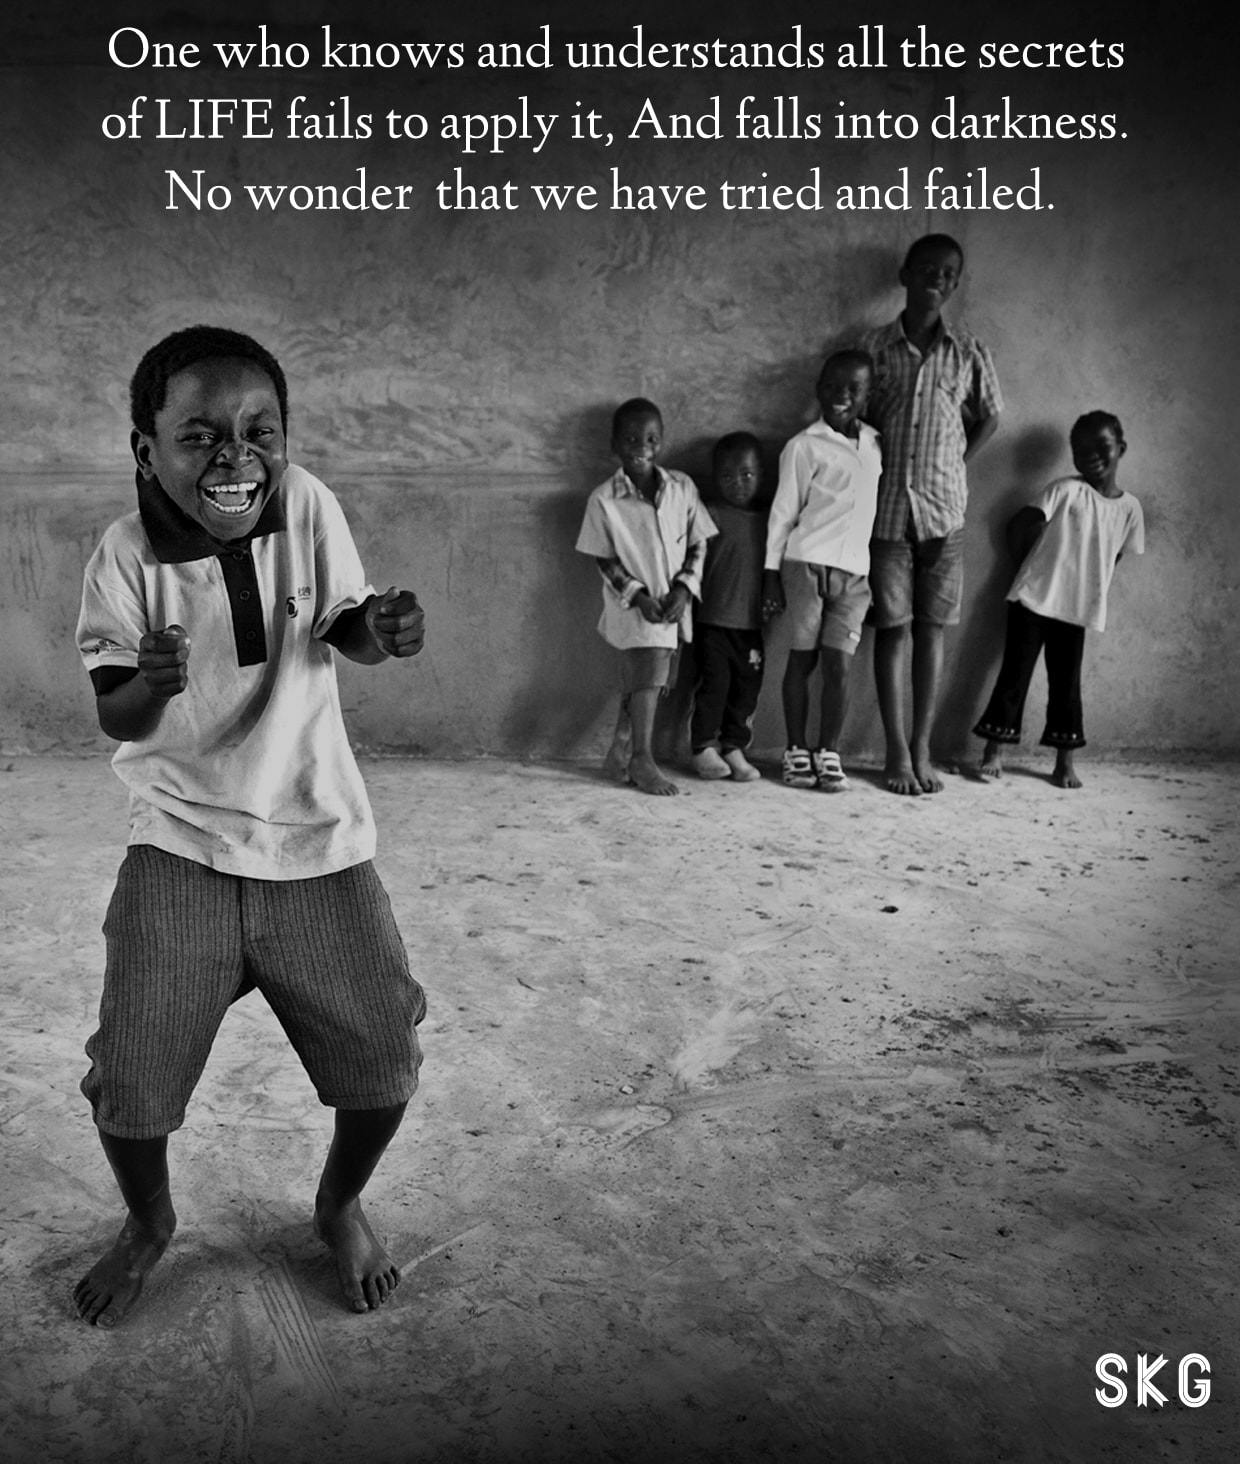 One who knows and understands all the secrets
of LIFE fails to apply it, And falls into darkness.
No wonder  that we have tried and failed.
SKG